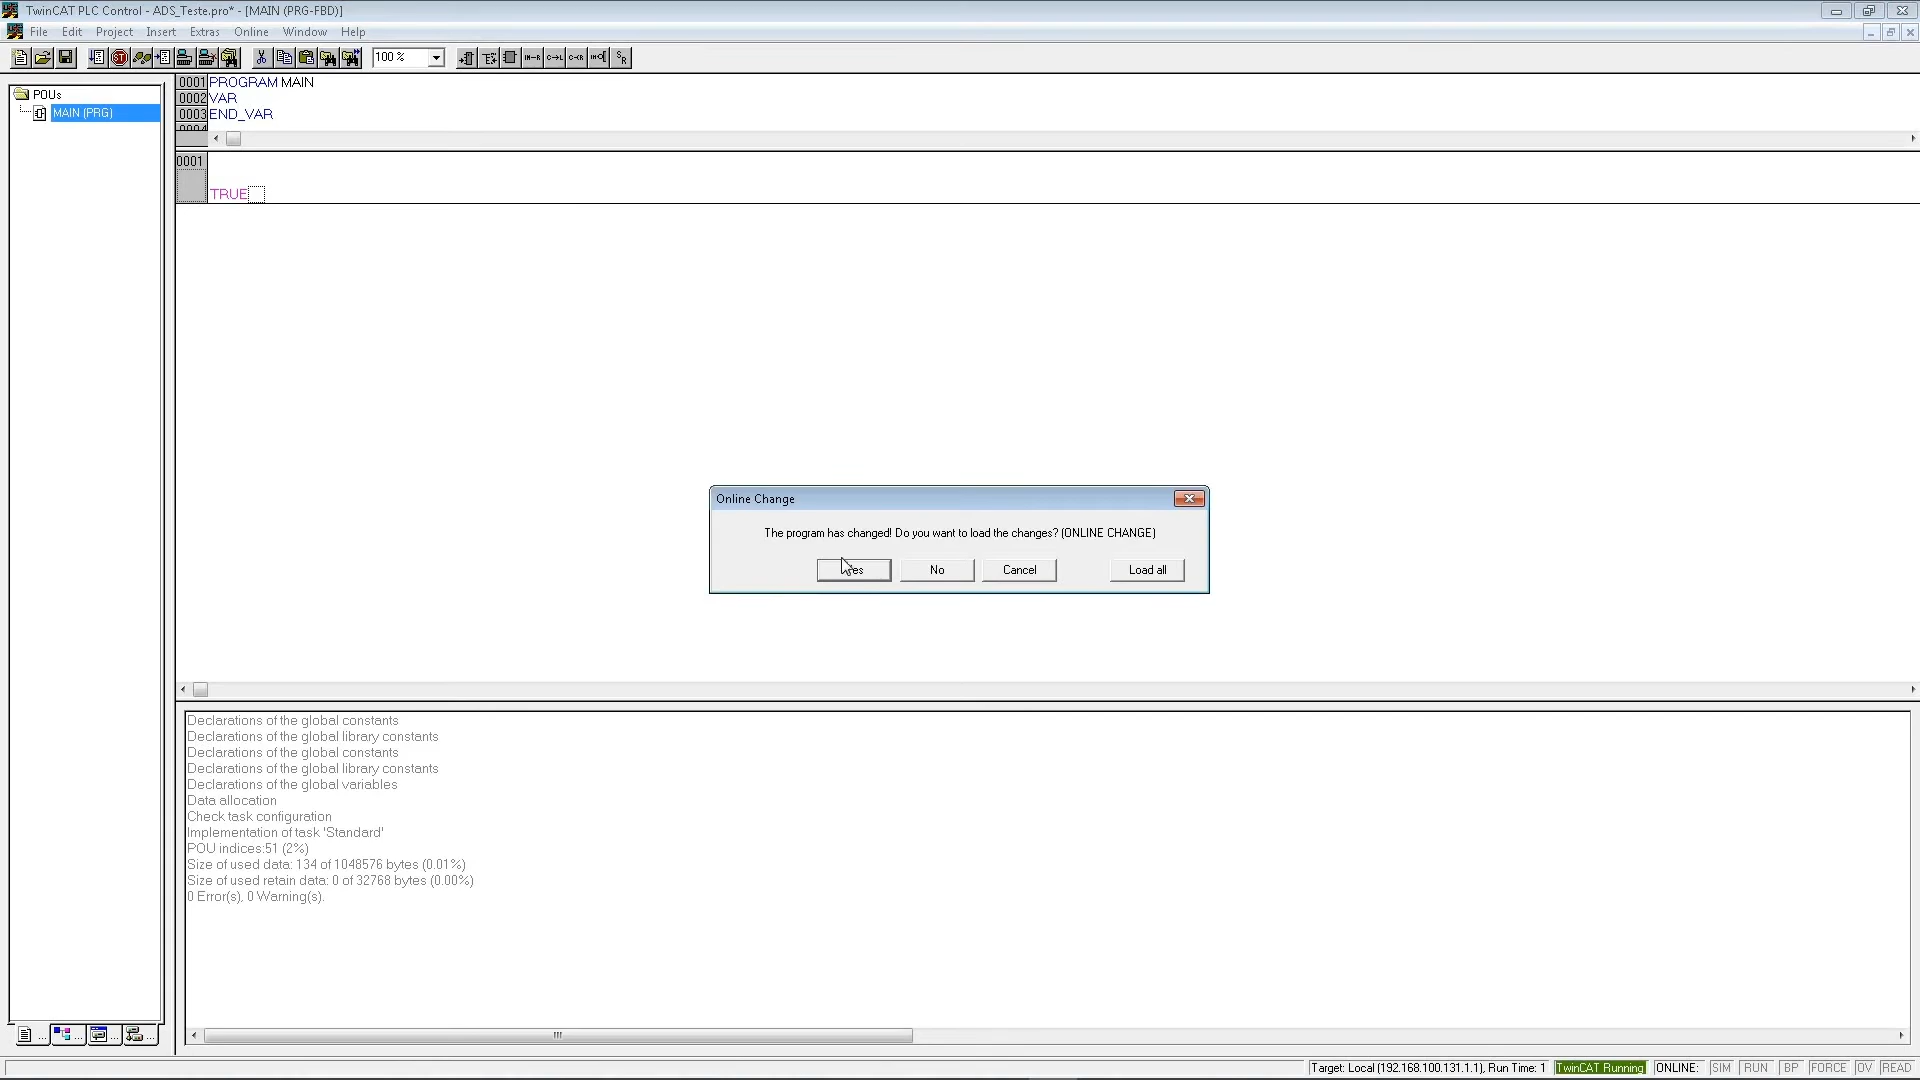 TwinCAT PLC Control - ADS_Teste.pro* - [MAIN (PRG-FBD)]
File Edit Project Insert Extras Online Window Help
100 %
POUs
MAIN (PRG)
0001 PROGRAM MAIN
0002 VAR
0003 END_VAR
0004
0001
TRUE
Online Change
The program has changed! Do you want to load the changes? (ONLINE CHANGE)
No Cancel Load all
Declarations of the global constants
Declarations of the global library constants
Declarations of the global constants
Declarations of the global library constants
Declarations of the global variables
Data allocation
Check task configuration
Implementation of task 'Standard'
POU indices:51 (2%)
Size of used data: 134 of 1048576 bytes (0.01%)
Size of used retain data: 0 of 32768 bytes (0.00%)
0 Error(s), 0 Warning(s).
Target: Local (192.168.100.131.1.1), Run Time: 1 TwinCAT Running ONLINE: SIM RUN BP FORCE OV READ